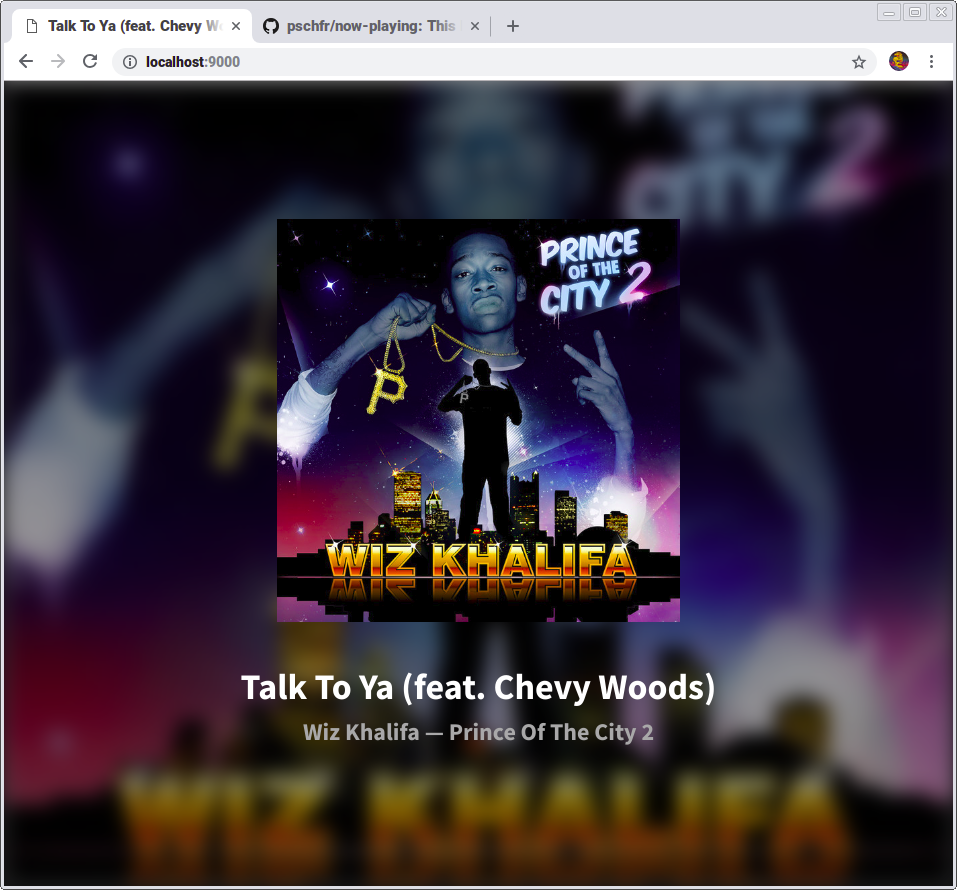 Talk To Ya (feat. Chevy W
pschfr/now-playing: This
localhost:9000
PRINCE
OF THE
CITY 2
P
P
WIZ KHALIFA
Talk To Ya (feat. Chevy Woods)
Wiz Khalifa — Prince Of The City 2